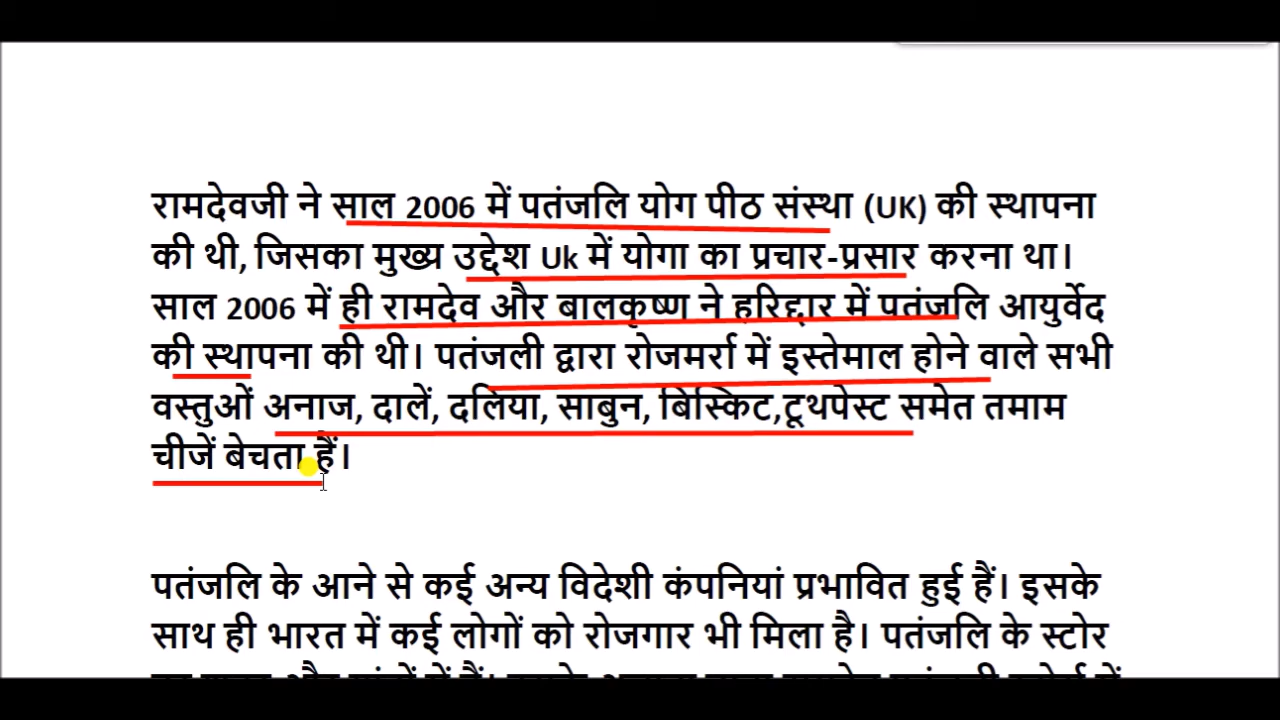 रामदेवजी ने साल 2006 में पतंजलि योग पीठ संस्था (UK) की स्थापना
की थी, जिसका मुख्य उद्देश Uk में योगा का प्रचार-प्रसार करना था।
साल 2006 में ही रामदेव और बालकृष्ण ने हरिद्दार में पतंजलि आयुर्वेद
की स्थापना की थी। पतंजली द्वारा रोजमर्रा में इस्तेमाल होने वाले सभी
वस्तुओं अनाज, दालें, दलिया, साबुन, बिस्किट,टूथपेस्ट समेत तमाम
चीजें बेचता हैं।
पतंजलि के आने से कई अन्य विदेशी कंपनियां प्रभावित हुई हैं। इसके
साथ ही भारत में कई लोगों को रोजगार भी मिला है। पतंजलि के स्टोर